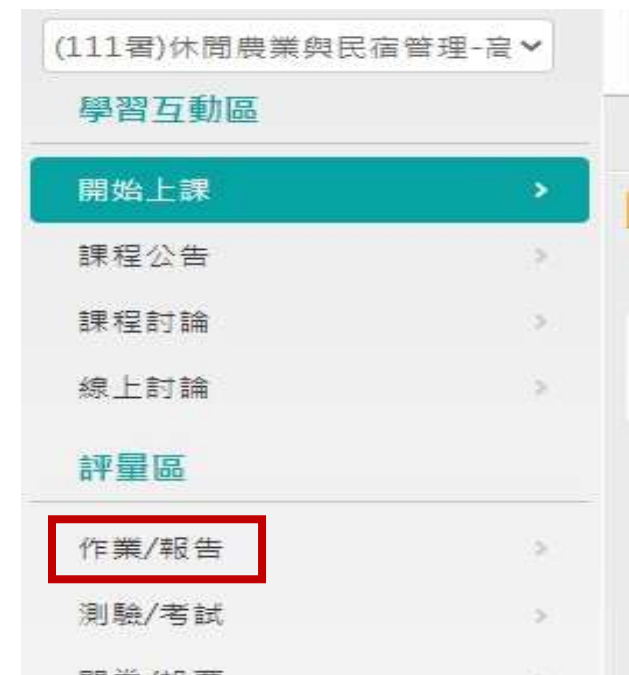 (111署)休閒農業與民宿管理-高
學習互動區
開始上課
課程公告
課程討論
線上討論
評量區
作業/報告
測驗/考試